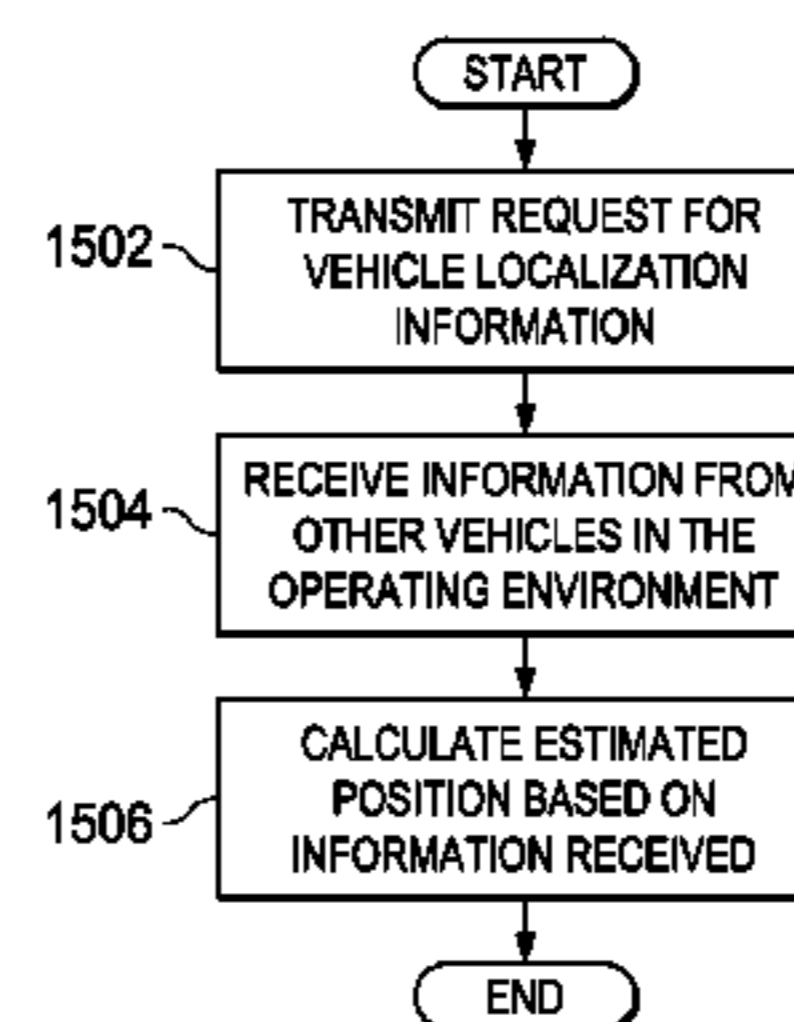 START
1502
TRANSMIT REQUEST FOR
VEHICLE LOCALIZATION
INFORMATION
1504
RECEIVE INFORMATION FROM
OTHER VEHICLES IN THE
OPERATING ENVIRONMENT
1506
CALCULATE ESTIMATED
POSITION BASED ON
INFORMATION RECEIVED
END